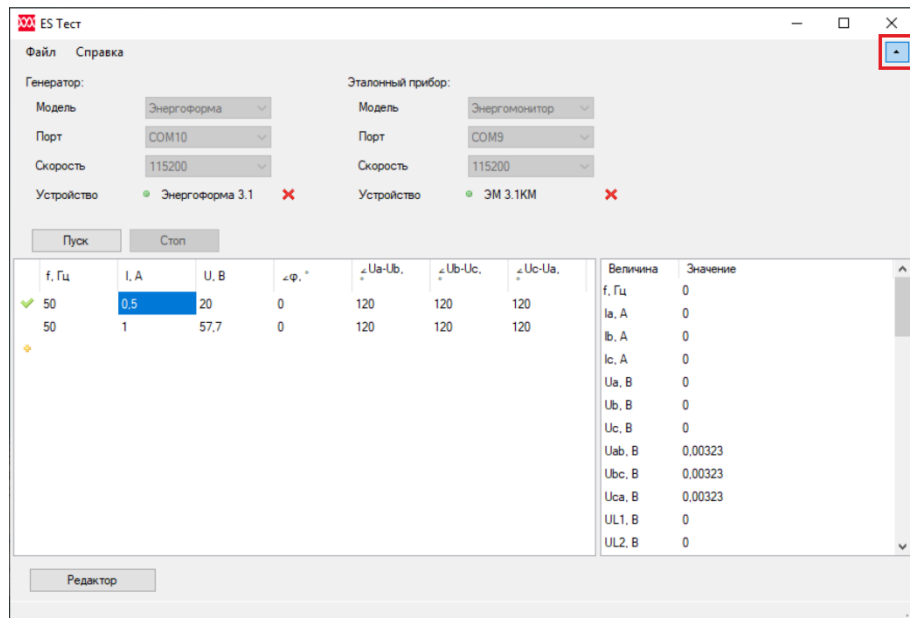 ES Тест
Файл Справка
Генератор: Эталонный прибор:
Модель Энергоформа Модель Энергомонитор
Порт COM10 Порт COM9
Скорость 115200 Скорость 115200
Устройство Энергоформа 3.1 Устройство ЭМ 3.1КМ
Пуск Стоп
f, Гц I, А U, В ∠φ, ° ∠Ua-Ub, ° ∠Ub-Uc, ° ∠Uc-Ua, °
50 0,5 20 0 120 120 120
50 1 57,7 0 120 120 120
Величина Значение
f, Гц 0
Ia, А 0
Ib, А 0
Ic, А 0
Ua, В 0
Ub, В 0
Uc, В 0
Uab, В 0,00323
Ubc, В 0,00323
Uca, В 0,00323
UL1, В 0
UL2, В 0
Редактор